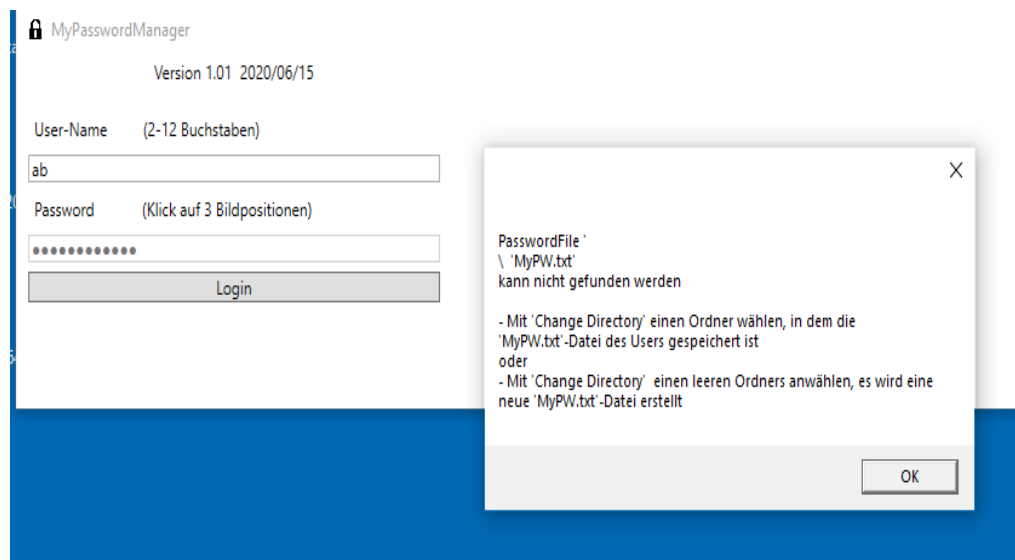 MyPasswordManager
Version 1.01 2020/06/15
User-Name (2-12 Buchstaben)
ab
Password (Klick auf 3 Bildpositionen)
Login
PasswordFile '
\ 'MyPW.txt'
kann nicht gefunden werden
- Mit 'Change Directory' einen Ordner wählen, in dem die
'MyPW.txt'-Datei des Users gespeichert ist
oder
- Mit 'Change Directory' einen leeren Ordners anwählen, es wird eine
neue 'MyPW.txt'-Datei erstellt
OK